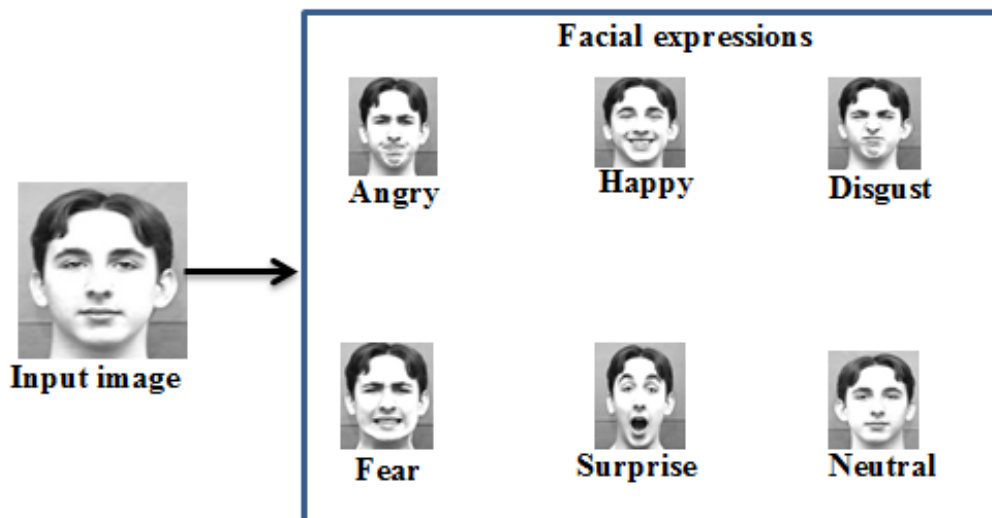 Facial expressions
Angry
Happy
Disgust
Input image
Fear
Surprise
Neutral